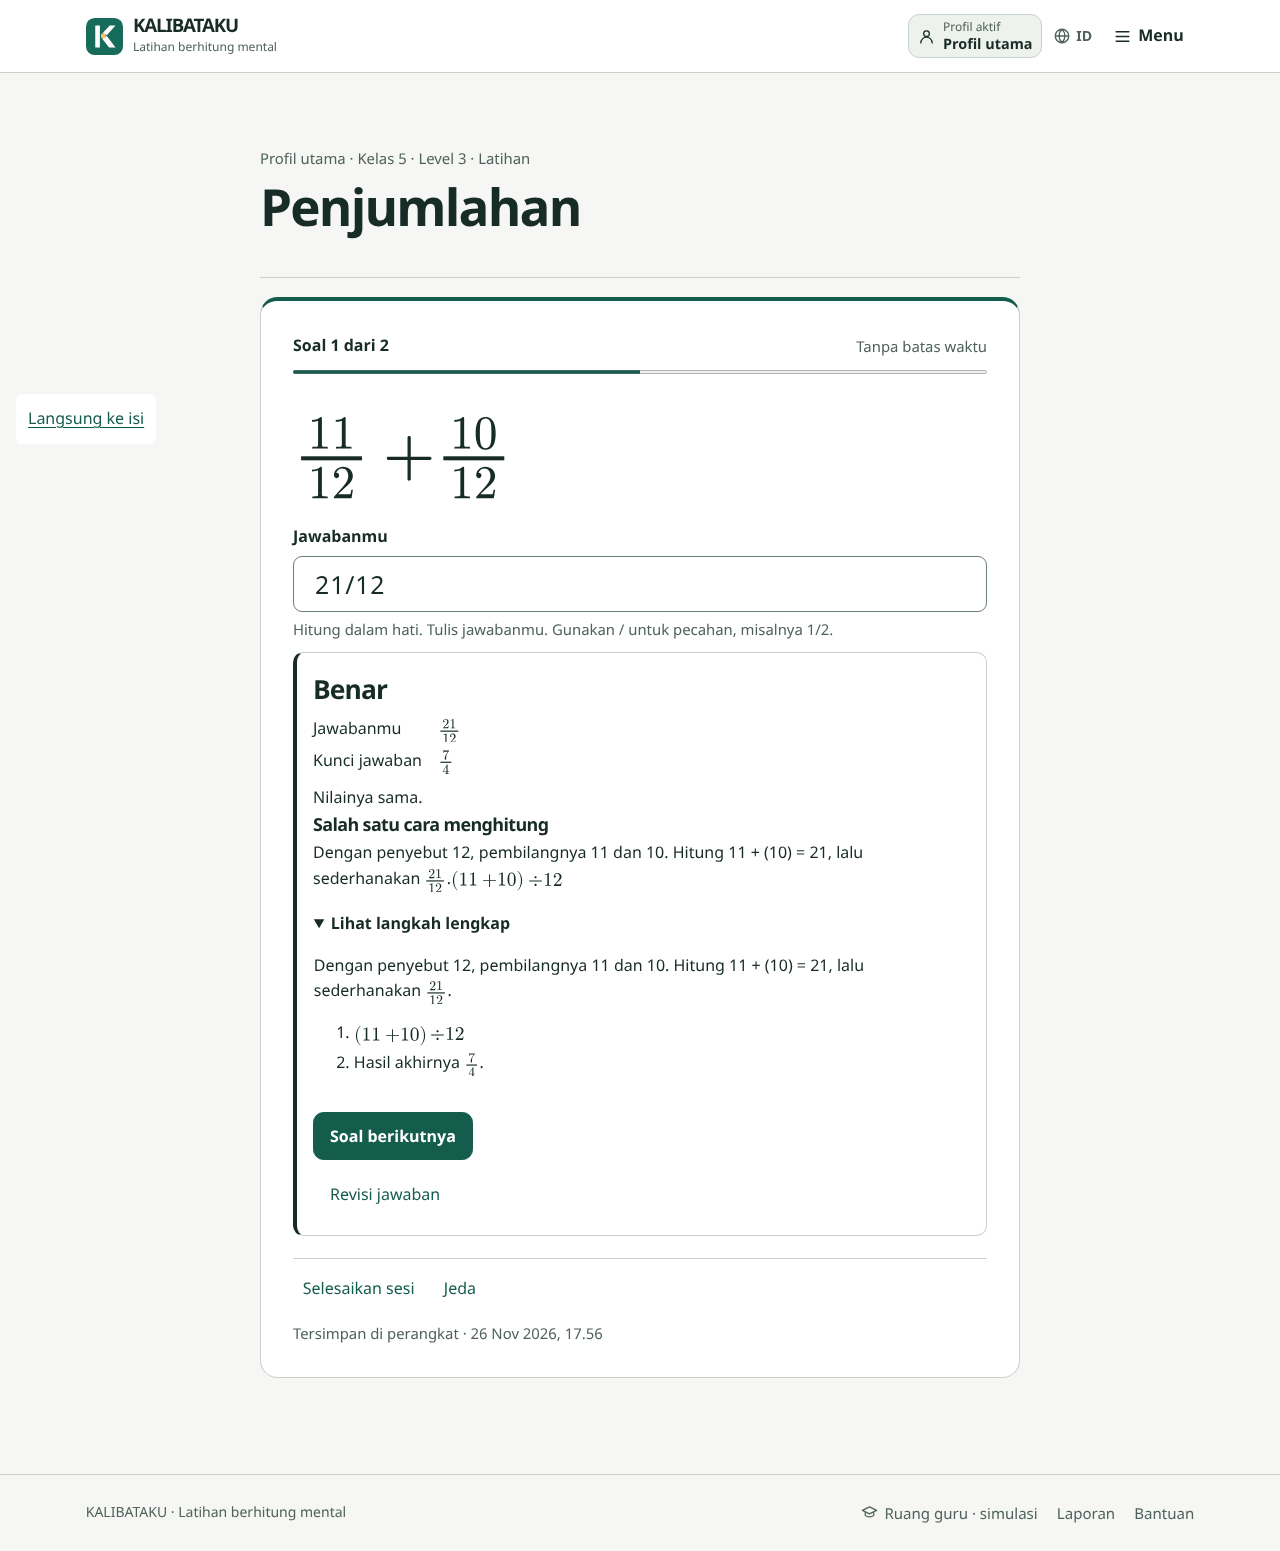 KALIBATAKU
Latihan berhitung mental
Profil aktif
Profil utama
ID
Menu
Profil utama · Kelas 5 · Level 3 · Latihan
Penjumlahan
Soal 1 dari 2
Tanpa batas waktu
Langsung ke isi
11/12 + 10/12
Jawabanmu
21/12
Hitung dalam hati. Tulis jawabanmu. Gunakan / untuk pecahan, misalnya 1/2.
Benar
Jawabanmu 21/12
Kunci jawaban 7/4
Nilainya sama.
Salah satu cara menghitung
Dengan penyebut 12, pembilangnya 11 dan 10. Hitung 11 + (10) = 21, lalu
sederhanakan 21/12.(11 +10) ÷12
▼ Lihat langkah lengkap
Dengan penyebut 12, pembilangnya 11 dan 10. Hitung 11 + (10) = 21, lalu
sederhanakan 21/12.
1. (11 +10) ÷12
2. Hasil akhirnya 7/4.
Soal berikutnya
Revisi jawaban
Selesaikan sesi Jeda
Tersimpan di perangkat · 26 Nov 2026, 17.56
KALIBATAKU · Latihan berhitung mental
Ruang guru · simulasi Laporan Bantuan